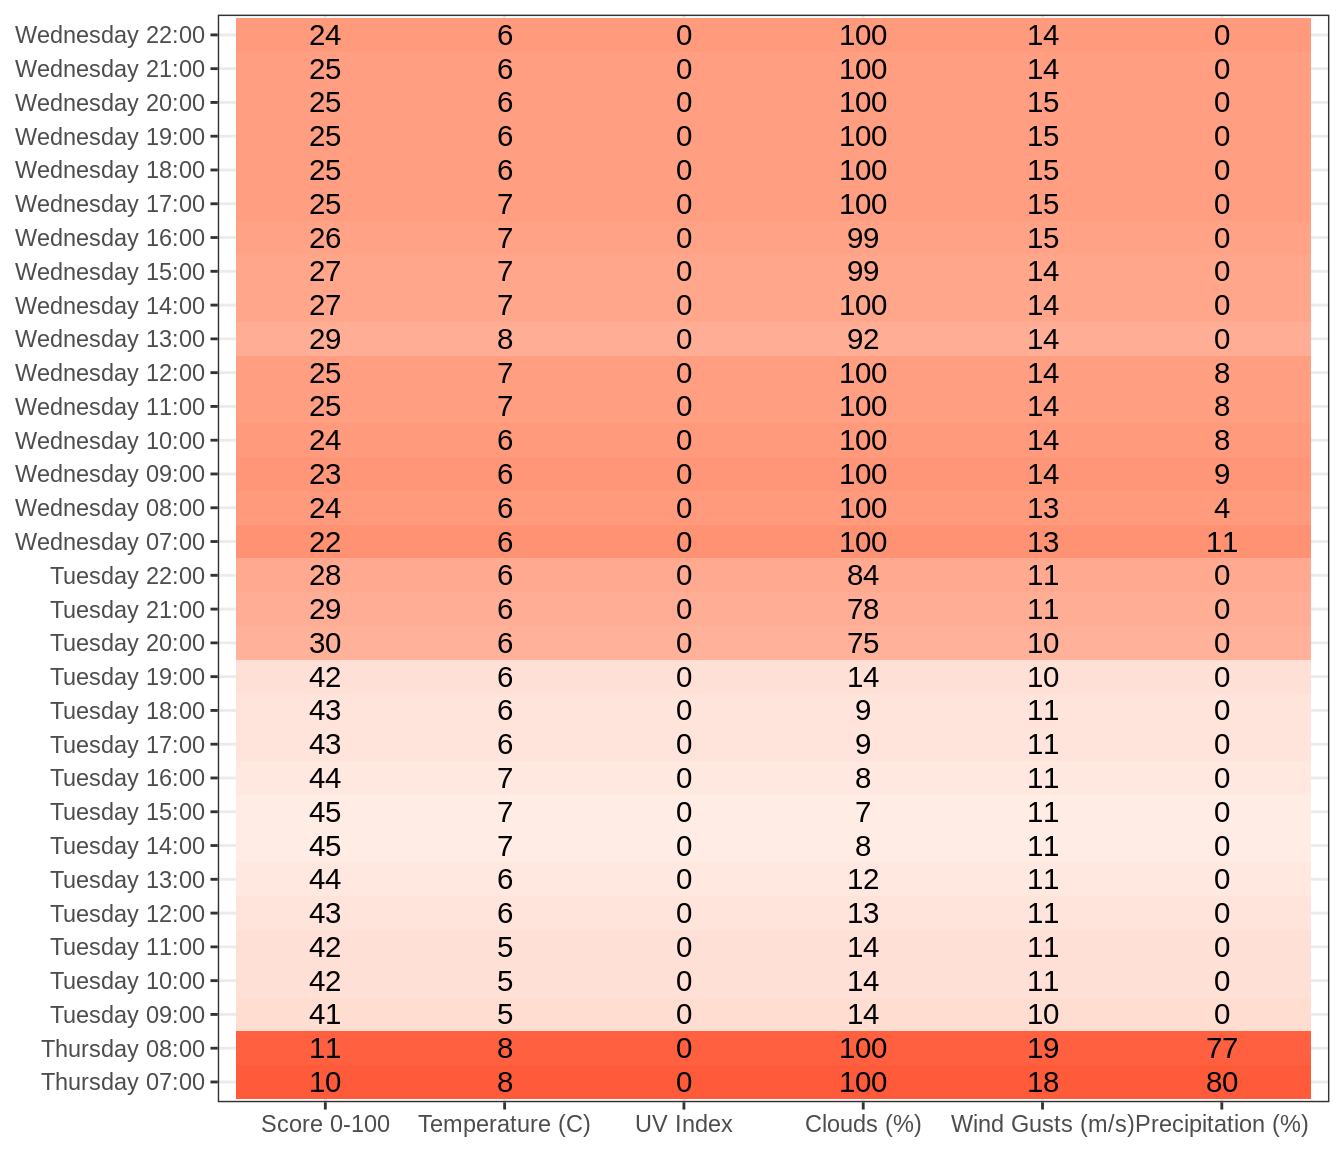 Wednesday 22:00 24 6 0 100 14 0
Wednesday 21:00 25 6 0 100 14 0
Wednesday 20:00 25 6 0 100 15 0
Wednesday 19:00 25 6 0 100 15 0
Wednesday 18:00 25 6 0 100 15 0
Wednesday 17:00 25 7 0 100 15 0
Wednesday 16:00 26 7 0 99 15 0
Wednesday 15:00 27 7 0 99 14 0
Wednesday 14:00 27 7 0 100 14 0
Wednesday 13:00 29 8 0 92 14 0
Wednesday 12:00 25 7 0 100 14 8
Wednesday 11:00 25 7 0 100 14 8
Wednesday 10:00 24 6 0 100 14 8
Wednesday 09:00 23 6 0 100 14 9
Wednesday 08:00 24 6 0 100 13 4
Wednesday 07:00 22 6 0 100 13 11
Tuesday 22:00 28 6 0 84 11 0
Tuesday 21:00 29 6 0 78 11 0
Tuesday 20:00 30 6 0 75 10 0
Tuesday 19:00 42 6 0 14 10 0
Tuesday 18:00 43 6 0 9 11 0
Tuesday 17:00 43 6 0 9 11 0
Tuesday 16:00 44 7 0 8 11 0
Tuesday 15:00 45 7 0 7 11 0
Tuesday 14:00 45 7 0 8 11 0
Tuesday 13:00 44 6 0 12 11 0
Tuesday 12:00 43 6 0 13 11 0
Tuesday 11:00 42 5 0 14 11 0
Tuesday 10:00 42 5 0 14 11 0
Tuesday 09:00 41 5 0 14 10 0
Thursday 08:00 11 8 0 100 19 77
Thursday 07:00 10 8 0 100 18 80
Score 0-100 Temperature (C) UV Index Clouds (%) Wind Gusts (m/s) Precipitation (%)